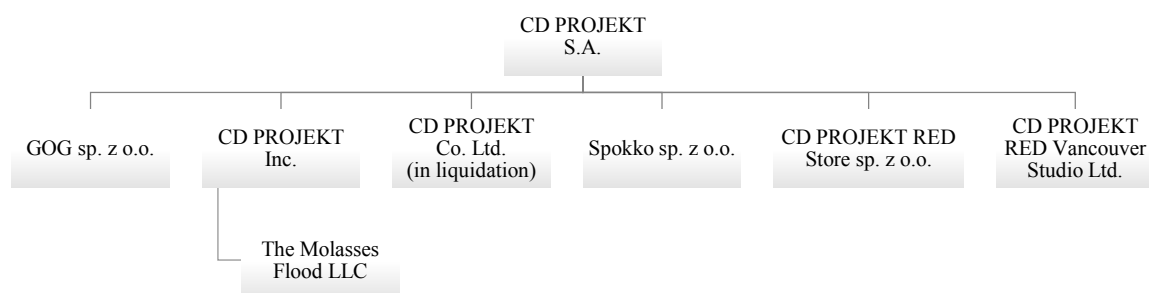 CD PROJEKT
S.A.
GOG sp. z o.o.
CD PROJEKT
Inc.
CD PROJEKT
Co. Ltd.
(in liquidation)
Spokko sp. z o.o.
CD PROJEKT RED
Store sp. z o.o.
CD PROJEKT
RED Vancouver
Studio Ltd.
The Molasses
Flood LLC